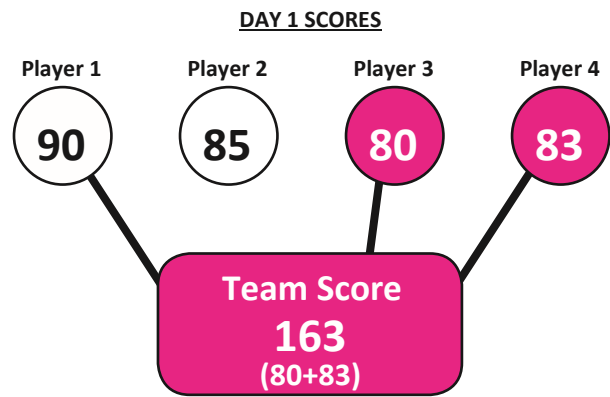 DAY 1 SCORES
Player 1 Player 2 Player 3 Player 4
90 85 80 83
Team Score
163
(80+83)